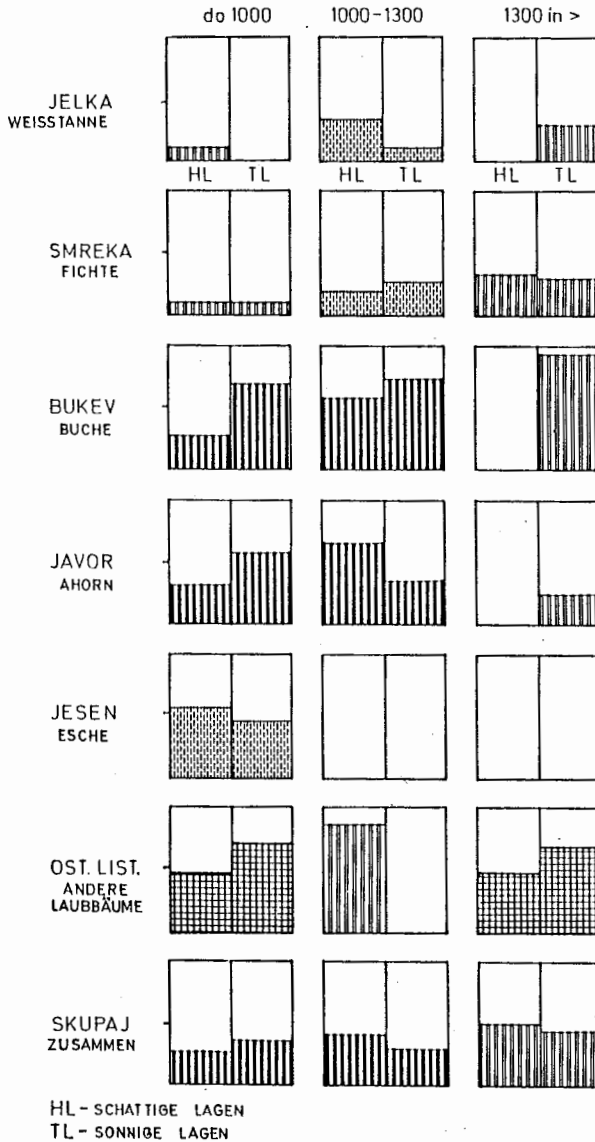 do 1000 1000-1300 1300 in >
JELKA
WEISSTANNE
HL TL HL TL HL TL
SMREKA
FICHTE
BUKEV
BUCHE
JAVOR
AHORN
JESEN
ESCHE
OST. LIST.
ANDERE
LAUBBÄUME
SKUPAJ
ZUSAMMEN
HL - SCHATTIGE LAGEN
TL - SONNIGE LAGEN